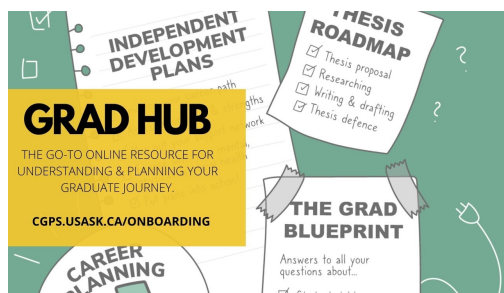 INDEPENDENT
DEVELOPMENT
PLANS
path
THESIS
ROADMAP
Thesis proposal
Researching
Writing & drafting
Thesis defence
GRAD HUB
THE GO-TO ONLINE RESOURCE FOR
UNDERSTANDING & PLANNING YOUR
GRADUATE JOURNEY.
CGPS.USASK.CA/ONBOARDING
THE GRAD
BLUEPRINT
Answers to all your
questions about...
CAREER
PLANNING